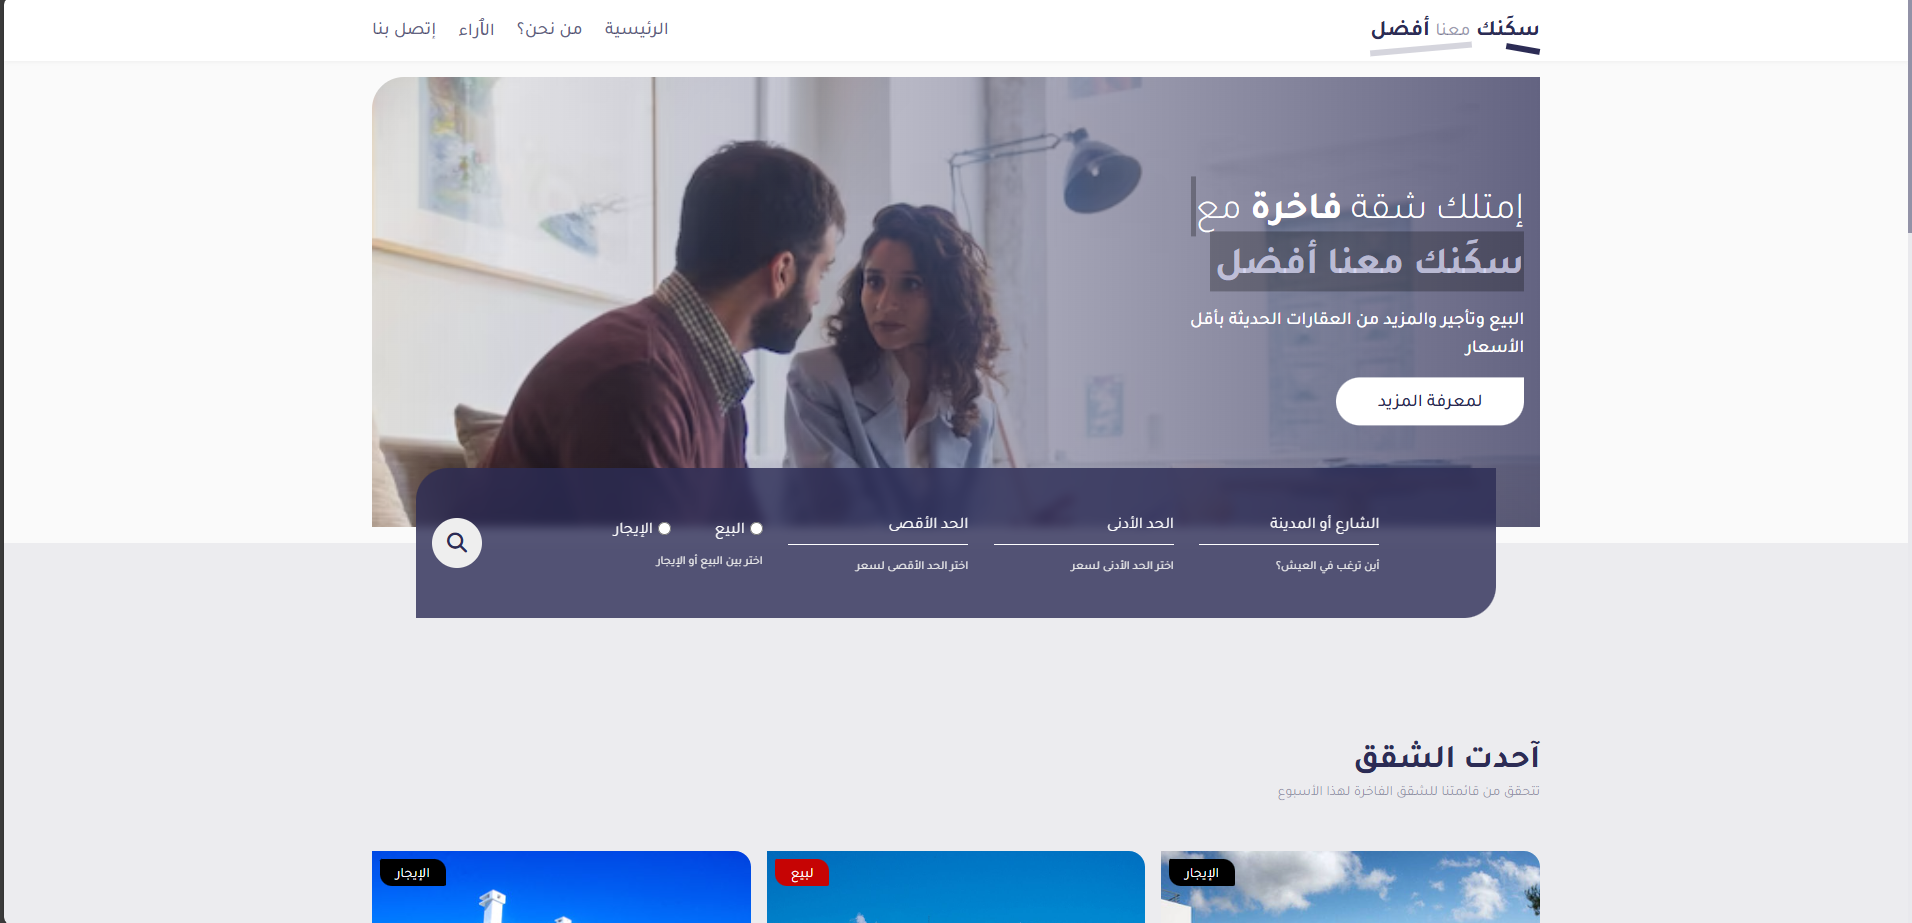 سكَنك معنا أفضل
الرئيسية
من نحن؟
الآراء
إتصل بنا
إمتلك شقة فاخرة مع
سكَنك معنا أفضل
البيع وتأجير والمزيد من العقارات الحديثة بأقل
الأسعار
لمعرفة المزيد
الشارع أو المدينة
أين ترغب في العيش؟
الحد الأدنى
اختر الحد الأدنى لسعر
الحد الأقصى
اختر الحد الأقصى لسعر
البيع
الإيجار
اختر بين البيع أو الإيجار
آحدت الشقق
تتحقق من قائمتنا للشقق الفاخرة لهذا الأسبوع
الإيجار
لبيع
الإيجار